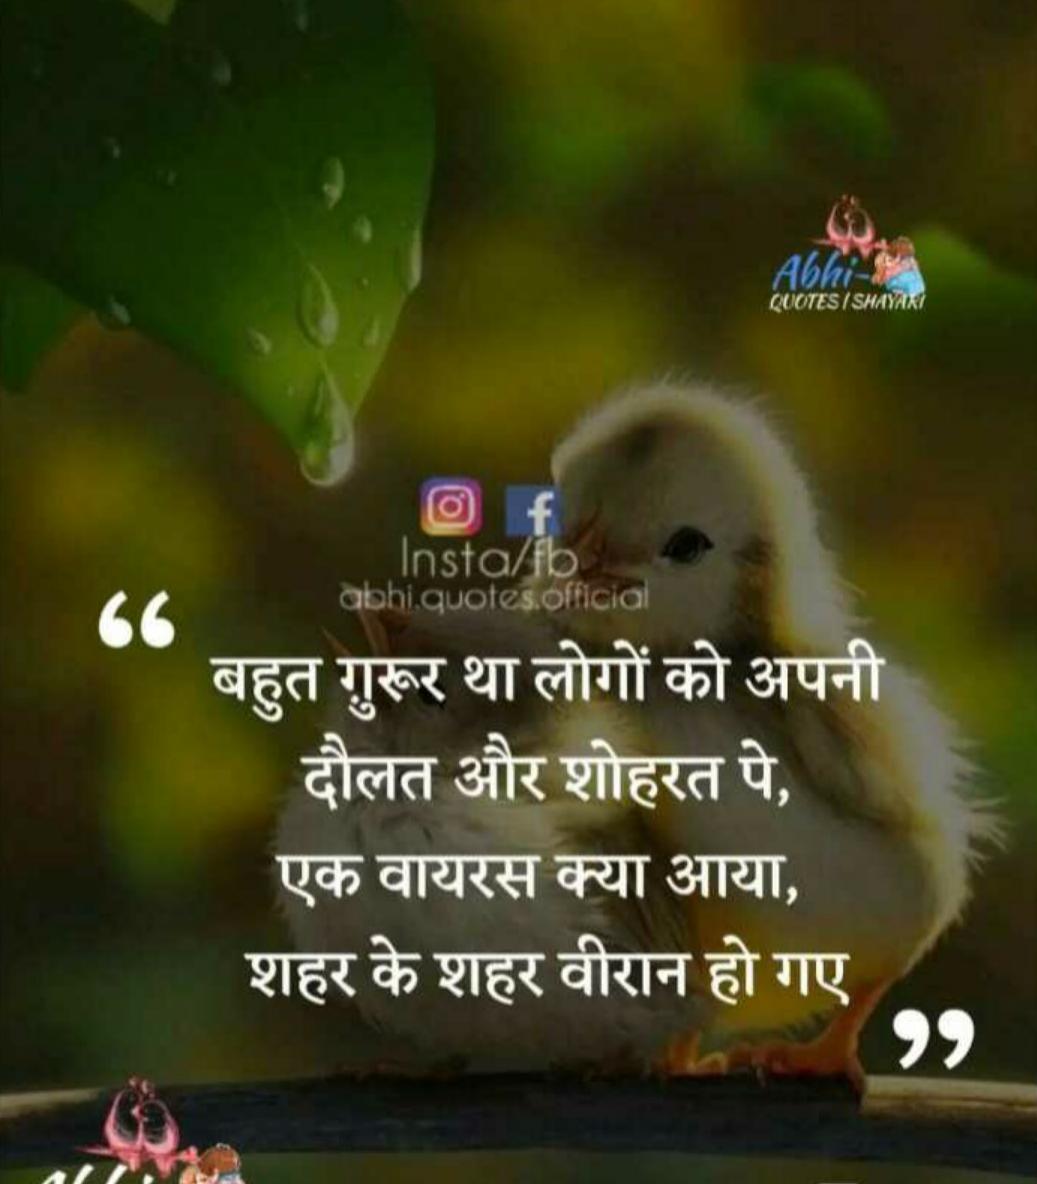 Abhi-
QUOTES / SHAYARI
Insta/fb
abhi.quotes.official
“
बहुत ग़ुरूर था लोगों को अपनी
दौलत और शोहरत पे,
एक वायरस क्या आया,
शहर के शहर वीरान हो गए
”